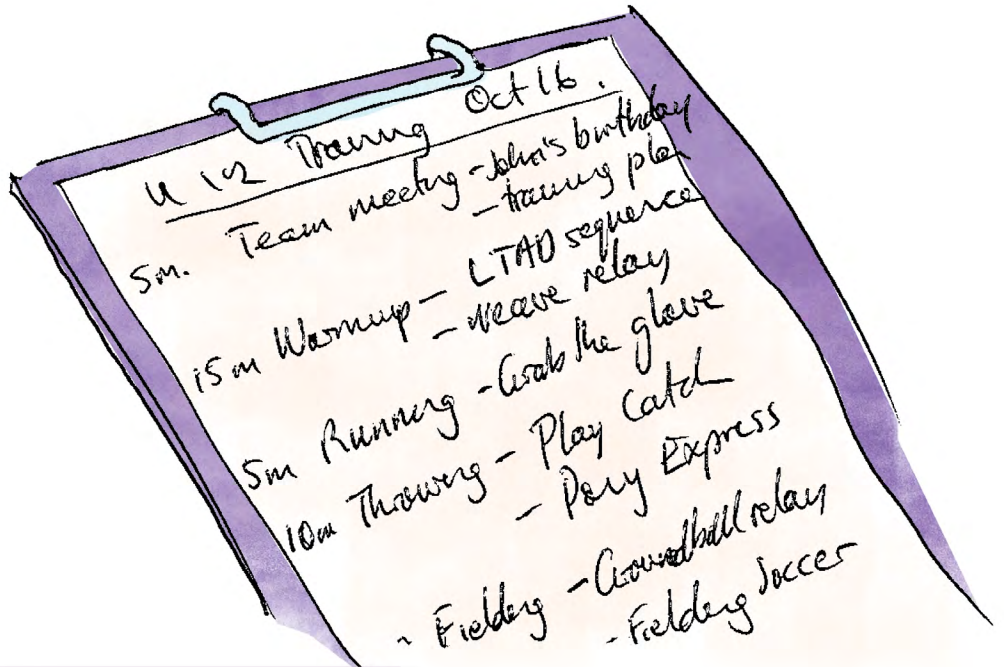 U 12 Training Oct 16.
Team meeting - John's birthday
5m. - training plan
15m Warmup - LTAD sequence
- weave relay
5m Running - Grab the glove
10m Throwing - Play Catch
- Pony Express
- Fielding - Groundball relay
- Fielding Soccer